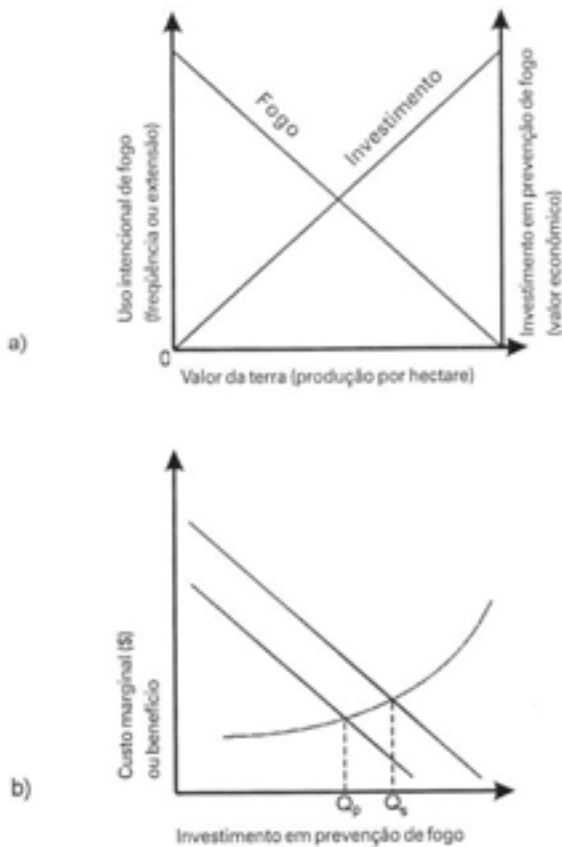 Uso intencional de fogo
(freqüência ou extensão)
Fogo
Investimento
Investimento em prevenção de fogo
(valor econômico)
a)
0
Valor da terra (produção por hectare)
Custo marginal ($)
ou benefício
b)
Qp
Qs
Investimento em prevenção de fogo